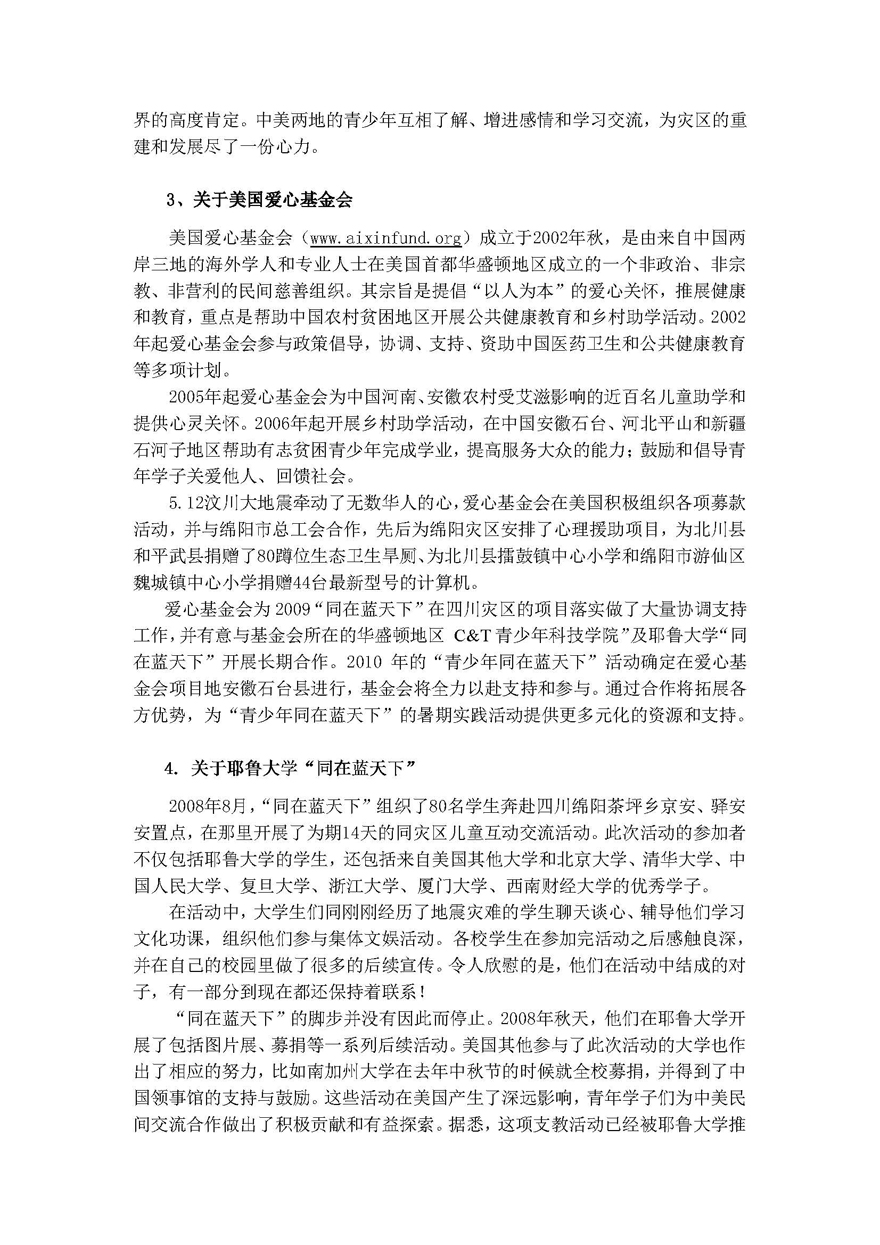 界的高度肯定。中美两地的青少年互相了解、增进感情和学习交流，为灾区的重
建和发展尽了一份心力。
3、关于美国爱心基金会
美国爱心基金会（www.aixinfund.org）成立于2002年秋，是由来自中国两
岸三地的海外学人和专业人士在美国首都华盛顿地区成立的一个非政治、非宗
教、非营利的民间慈善组织。其宗旨是提倡“以人为本”的爱心关怀，推展健康
和教育，重点是帮助中国农村贫困地区开展公共健康教育和乡村助学活动。2002
年起爱心基金会参与政策倡导，协调、支持、资助中国医药卫生和公共健康教育
等多项计划。
2005年起爱心基金会为中国河南、安徽农村受艾滋影响的近百名儿童助学和
提供心灵关怀。2006年起开展乡村助学活动，在中国安徽石台、河北平山和新疆
石河子地区帮助有志贫困青少年完成学业，提高服务大众的能力；鼓励和倡导青
年学子关爱他人、回馈社会。
5.12汶川大地震牵动了无数华人的心，爱心基金会在美国积极组织各项募款
活动，并与绵阳市总工会合作，先后为绵阳灾区安排了心理援助项目，为北川县
和平武县捐赠了80蹲位生态卫生旱厕、为北川县擂鼓镇中心小学和绵阳市游仙区
魏城镇中心小学捐赠44台最新型号的计算机。
爱心基金会为 2009“同在蓝天下”在四川灾区的项目落实做了大量协调支持
工作，并有意与基金会所在的华盛顿地区 C&T 青少年科技学院”及耶鲁大学“同
在蓝天下”开展长期合作。2010 年的“青少年同在蓝天下”活动确定在爱心基
金会项目地安徽石台县进行，基金会将全力以赴支持和参与。通过合作将拓展各
方优势，为“青少年同在蓝天下”的暑期实践活动提供更多元化的资源和支持。
4. 关于耶鲁大学“同在蓝天下”
2008年8月，“同在蓝天下”组织了80名学生奔赴四川绵阳茶坪乡京安、驿安
安置点，在那里开展了为期14天的同灾区儿童互动交流活动。此次活动的参加者
不仅包括耶鲁大学的学生，还包括来自美国其他大学和北京大学、清华大学、中
国人民大学、复旦大学、浙江大学、厦门大学、西南财经大学的优秀学子。
在活动中，大学生们同刚刚经历了地震灾难的学生聊天谈心、辅导他们学习
文化功课，组织他们参与集体文娱活动。各校学生在参加完活动之后感触良深，
并在自己的校园里做了很多的后续宣传。令人欣慰的是，他们在活动中结成的对
子，有一部分到现在都还保持着联系！
“同在蓝天下”的脚步并没有因此而停止。2008年秋天，他们在耶鲁大学开
展了包括图片展、募捐等一系列后续活动。美国其他参与了此次活动的大学也作
出了相应的努力，比如南加州大学在去年中秋节的时候就全校募捐，并得到了中
国领事馆的支持与鼓励。这些活动在美国产生了深远影响，青年学子们为中美民
间交流合作做出了积极贡献和有益探索。据悉，这项支教活动已经被耶鲁大学推